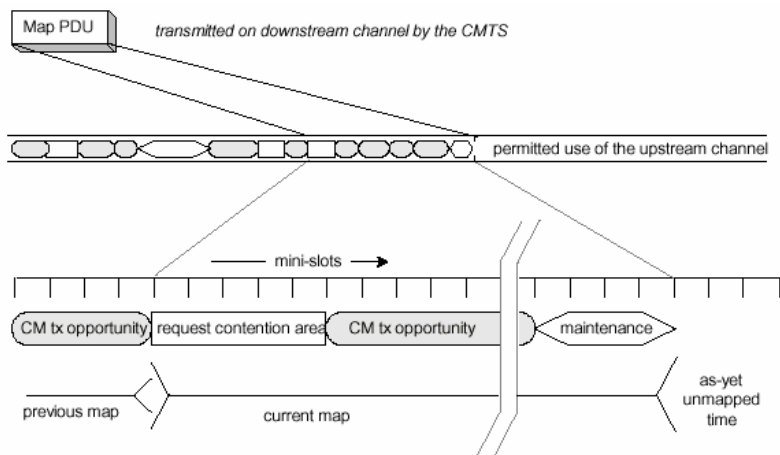 Map PDU
transmitted on downstream channel by the CMTS
permitted use of the upstream channel
mini-slots
CM tx opportunity
request contention area
CM tx opportunity
maintenance
previous map
current map
as-yet
unmapped
time